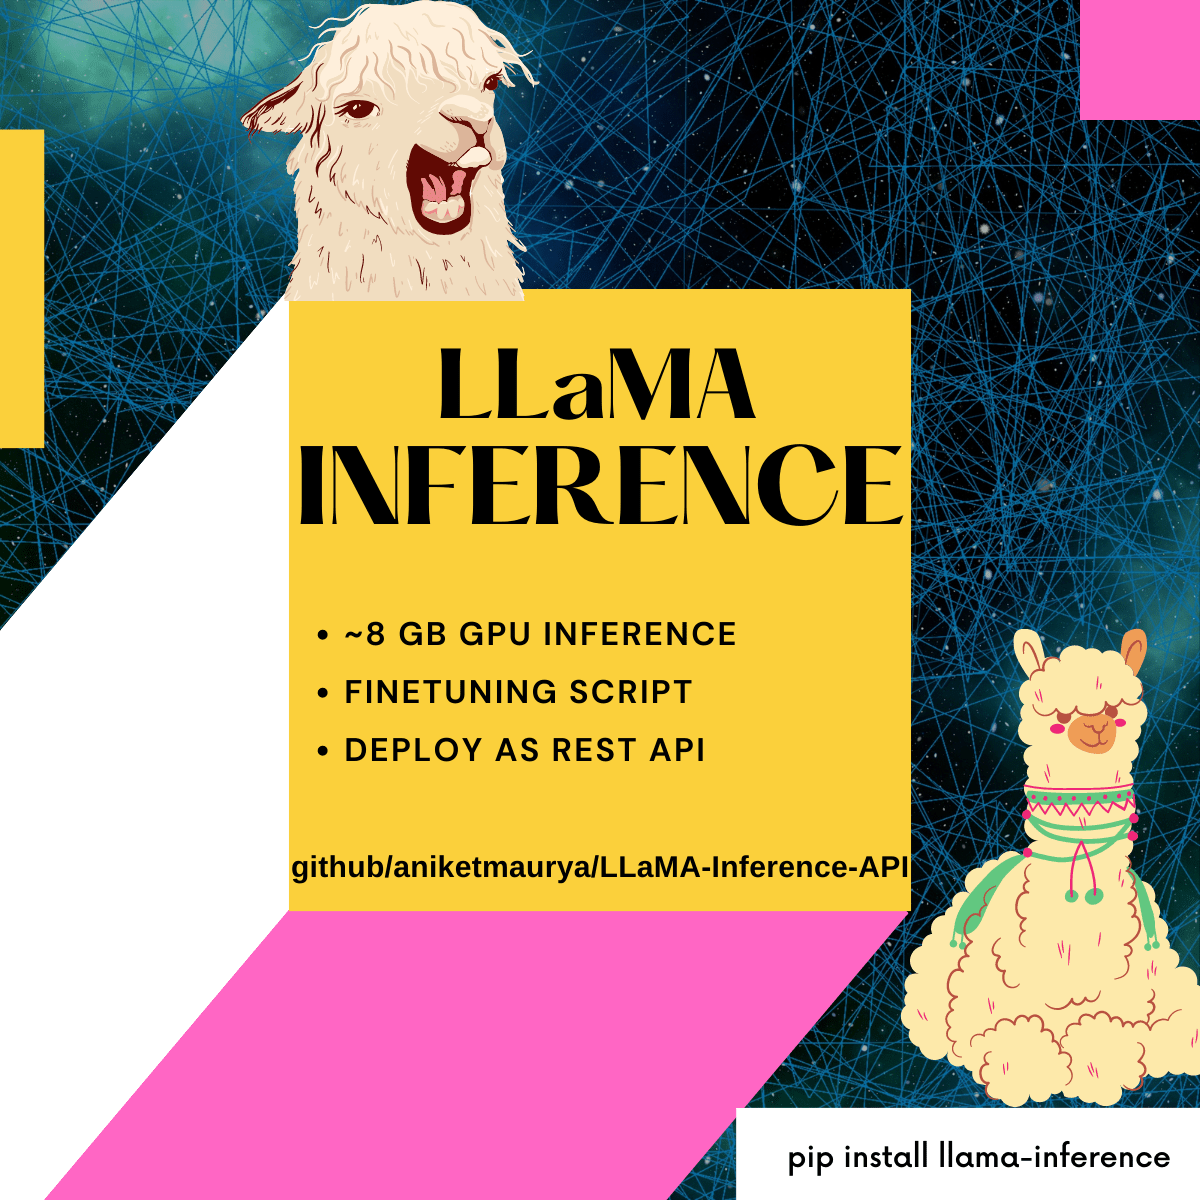 LLaMA
INFERENCE
• ~8 GB GPU INFERENCE
• FINETUNING SCRIPT
• DEPLOY AS REST API
github/aniketmaurya/LLaMA-Inference-API
pip install llama-inference